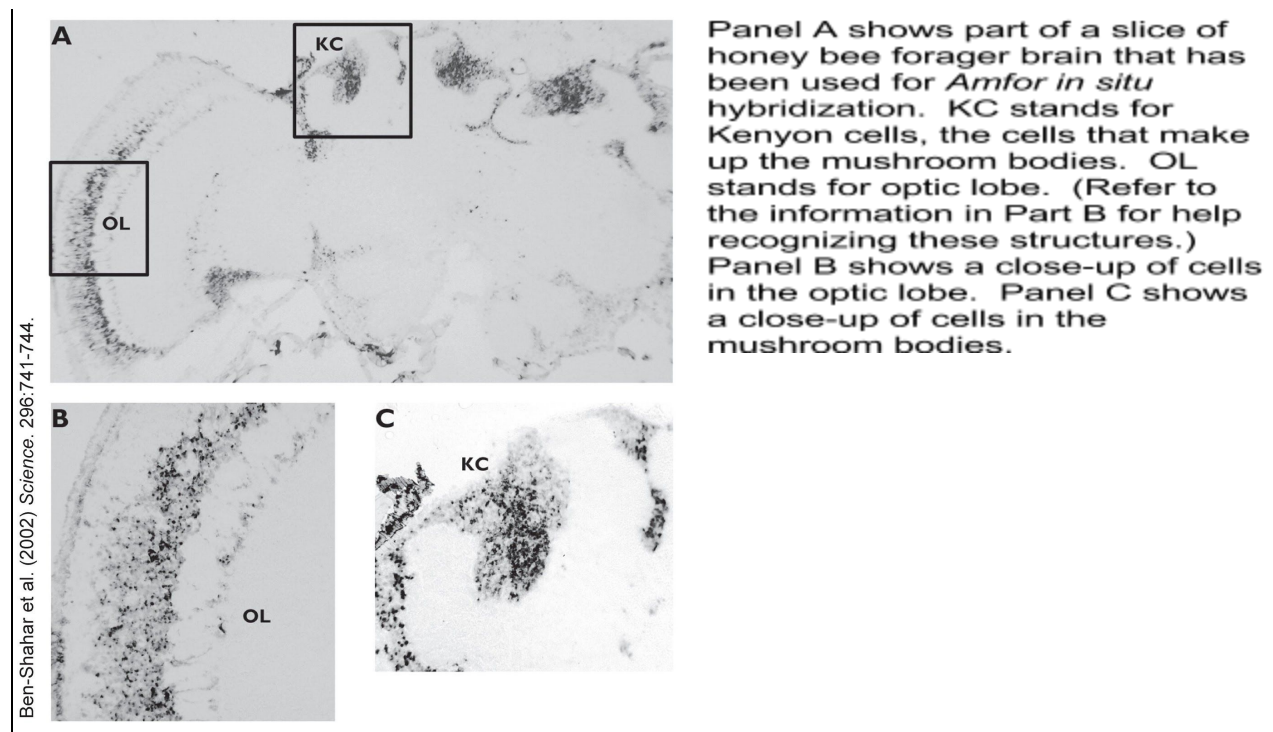 A
KC
OL
Panel A shows part of a slice of
honey bee forager brain that has
been used for Amfor in situ
hybridization. KC stands for
Kenyon cells, the cells that make
up the mushroom bodies. OL
stands for optic lobe. (Refer to
the information in Part B for help
recognizing these structures.)
Panel B shows a close-up of cells
in the optic lobe. Panel C shows
a close-up of cells in the
mushroom bodies.
Ben-Shahar et al. (2002) Science. 296:741-744.
B
OL
C
KC